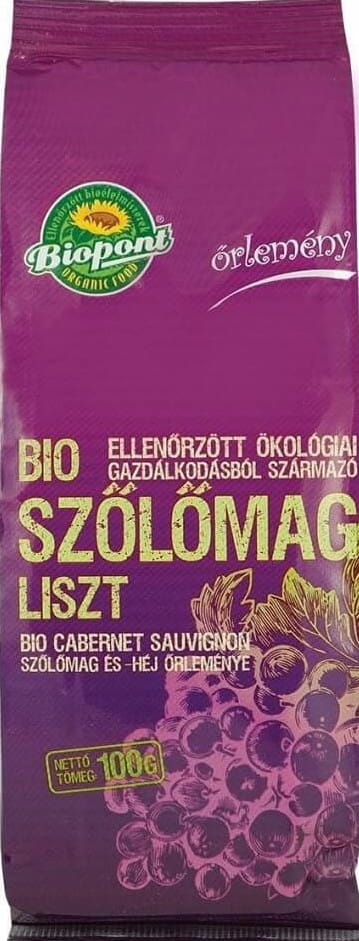 Ellenőrzött bioélelmiszerek
Biopont®
ORGANIC FOOD
őrlemény
BIO
ELLENŐRZÖTT ÖKOLÓGIAI
GAZDÁLKODÁSBÓL SZÁRMAZÓ
SZŐLŐMAG
LISZT
BIO CABERNET SAUVIGNON
SZŐLŐMAG ÉS -HÉJ ŐRLEMÉNYE
NETTÓ
TÖMEG: 100G